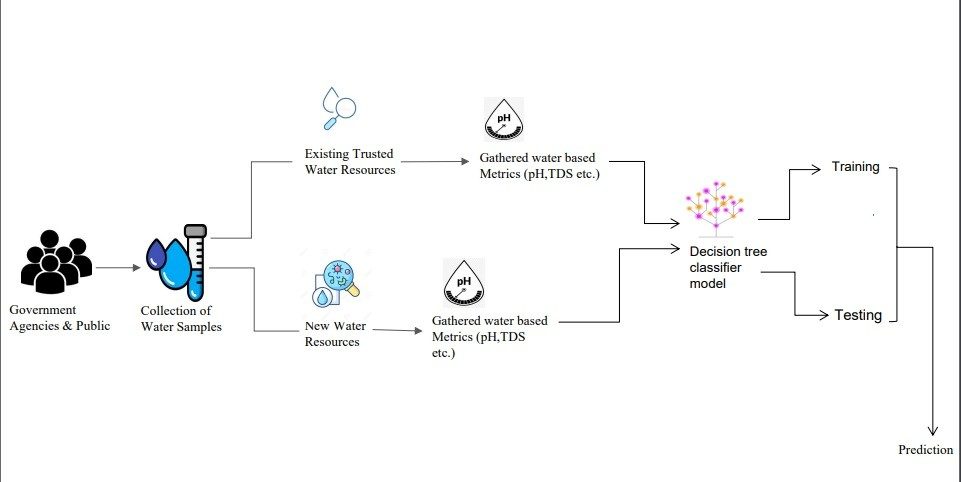 Government
Agencies & Public
Collection of
Water Samples
Existing Trusted
Water Resources
pH
Gathered water based
Metrics (pH,TDS etc.)
New Water
Resources
pH
Gathered water based
Metrics (pH,TDS
etc.)
Decision tree
classifier
model
Training
Testing
Prediction